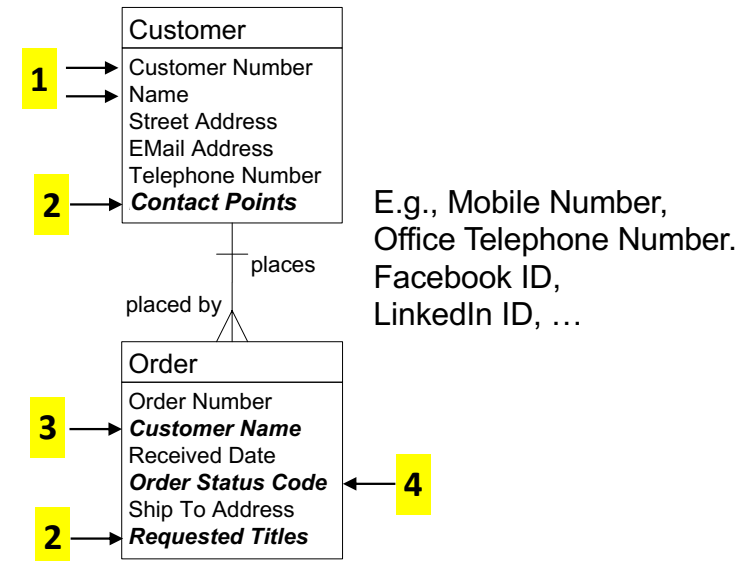 Customer
1
Customer Number
Name
Street Address
EMail Address
Telephone Number
2
Contact Points
E.g., Mobile Number,
Office Telephone Number.
Facebook ID,
LinkedIn ID, …
places
placed by
Order
Order Number
3
Customer Name
Received Date
Order Status Code
4
Ship To Address
2
Requested Titles